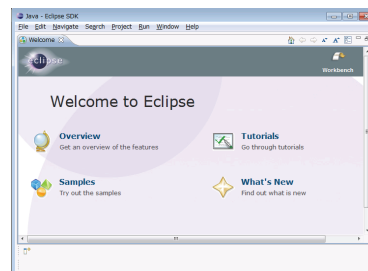 Java - Eclipse SDK
File Edit Navigate Search Project Run Window Help
Welcome
eclipse
Workbench
Welcome to Eclipse
Overview
Get an overview of the features
Tutorials
Go through tutorials
Samples
Try out the samples
What's New
Find out what is new